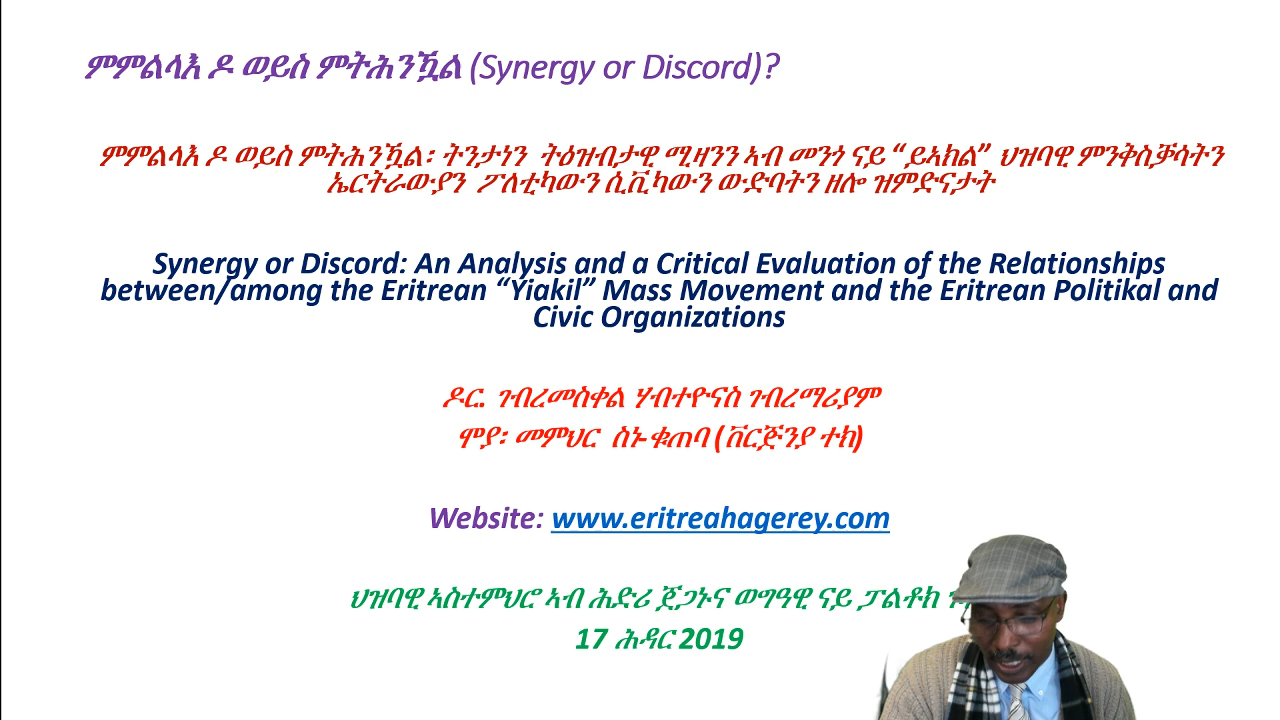 ምምልላእ ዶ ወይስ ምትሕንኳል (Synergy or Discord)?
ምምልላእ ዶ ወይስ ምትሕንኳል፡ ትንታነን ትዕዝብታዊ ሚዛንን ኣብ መንጎ ናይ “ይኣክል” ህዝባዊ ምንቅስቓሳትን
ኤርትራውያን ፖለቲካውን ሲቪካውን ውድባትን ዘሎ ዝምድናታት
Synergy or Discord: An Analysis and a Critical Evaluation of the Relationships
between/among the Eritrean “Yiakil” Mass Movement and the Eritrean Politikal and
Civic Organizations
ዶር. ገብረመስቀል ሃብተዮናስ ገብረማሪያም
ሞያ፡ መምህር ስኑ-ቁጠባ (ቨርጅንያ ተክ)
Website: www.eritreahagerey.com
ህዝባዊ ኣስተምህሮ ኣብ ሕድሪ ጀጋኑና ወግዓዊ ናይ ፓልቶክ
17 ሕዳር 2019